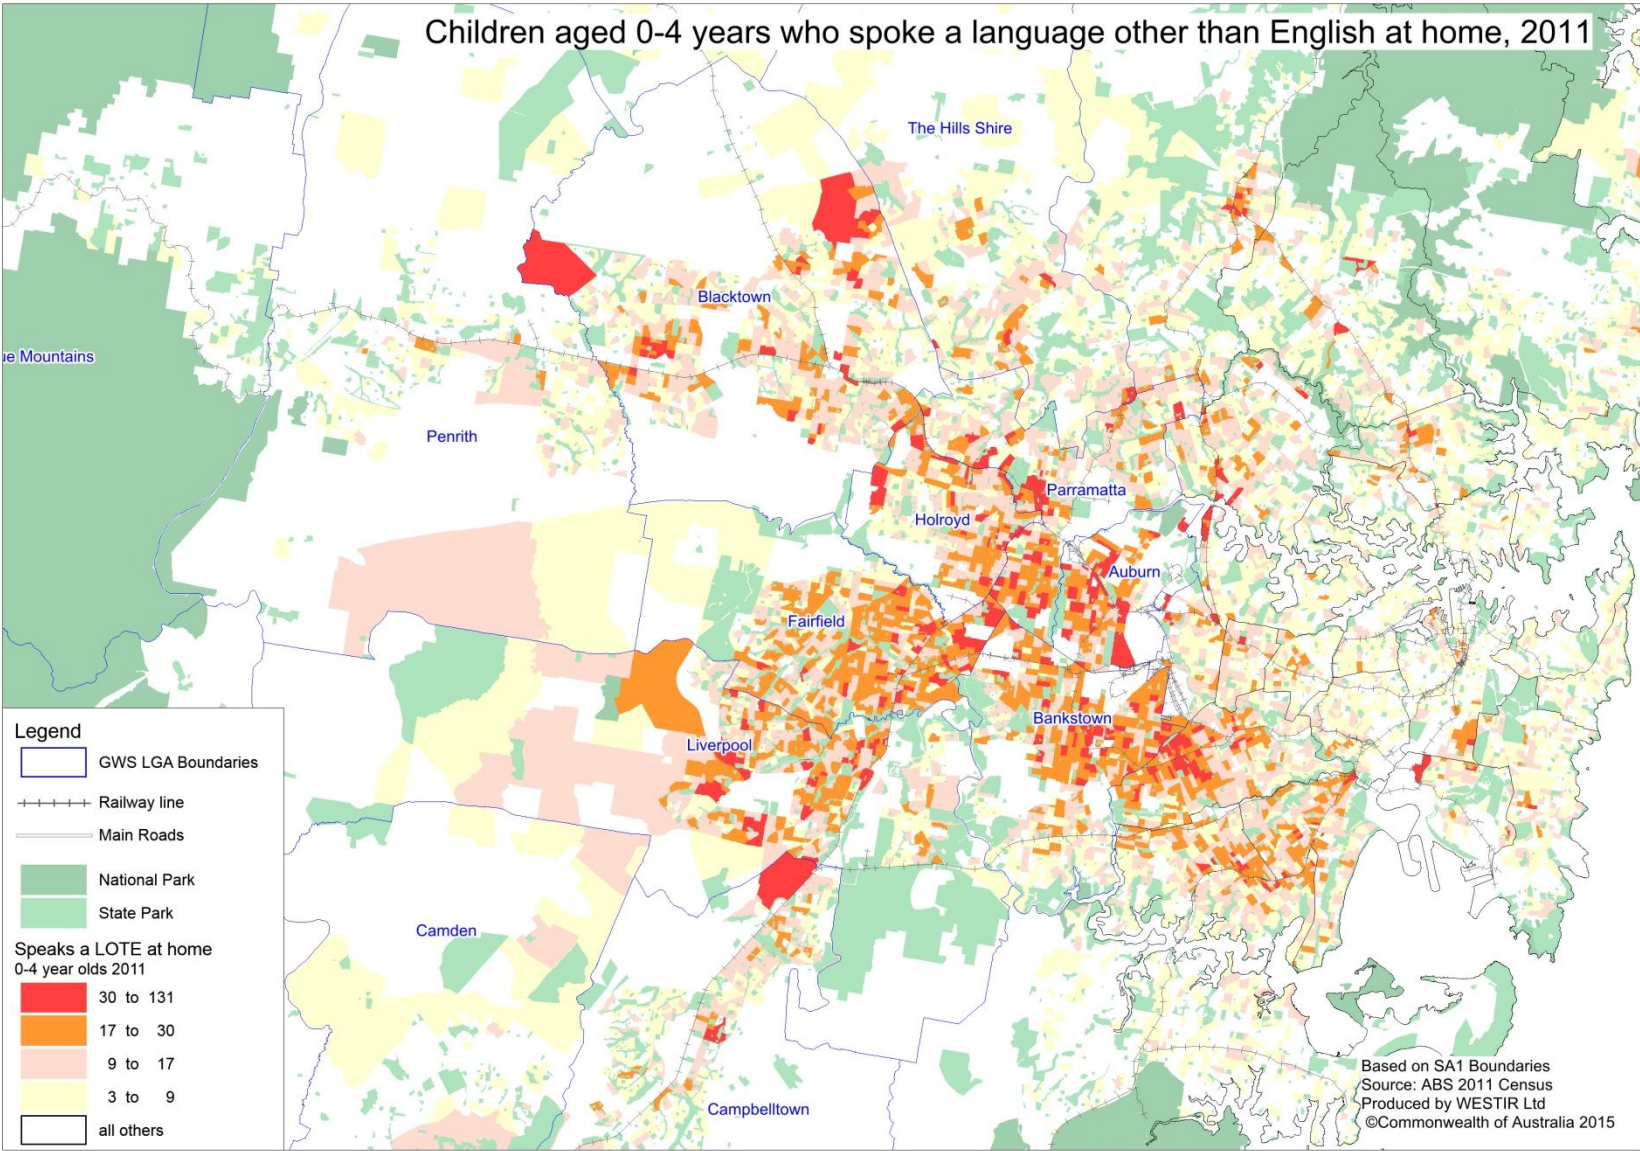 Children aged 0-4 years who spoke a language other than English at home, 2011
The Hills Shire
Blacktown
ue Mountains
Penrith
Parramatta
Holroyd
Auburn
Fairfield
Bankstown
Liverpool
Camden
Campbelltown
Legend
GWS LGA Boundaries
Railway line
Main Roads
National Park
State Park
Speaks a LOTE at home
0-4 year olds 2011
30 to 131
17 to 30
9 to 17
3 to 9
all others
Based on SA1 Boundaries
Source: ABS 2011 Census
Produced by WESTIR Ltd
©Commonwealth of Australia 2015